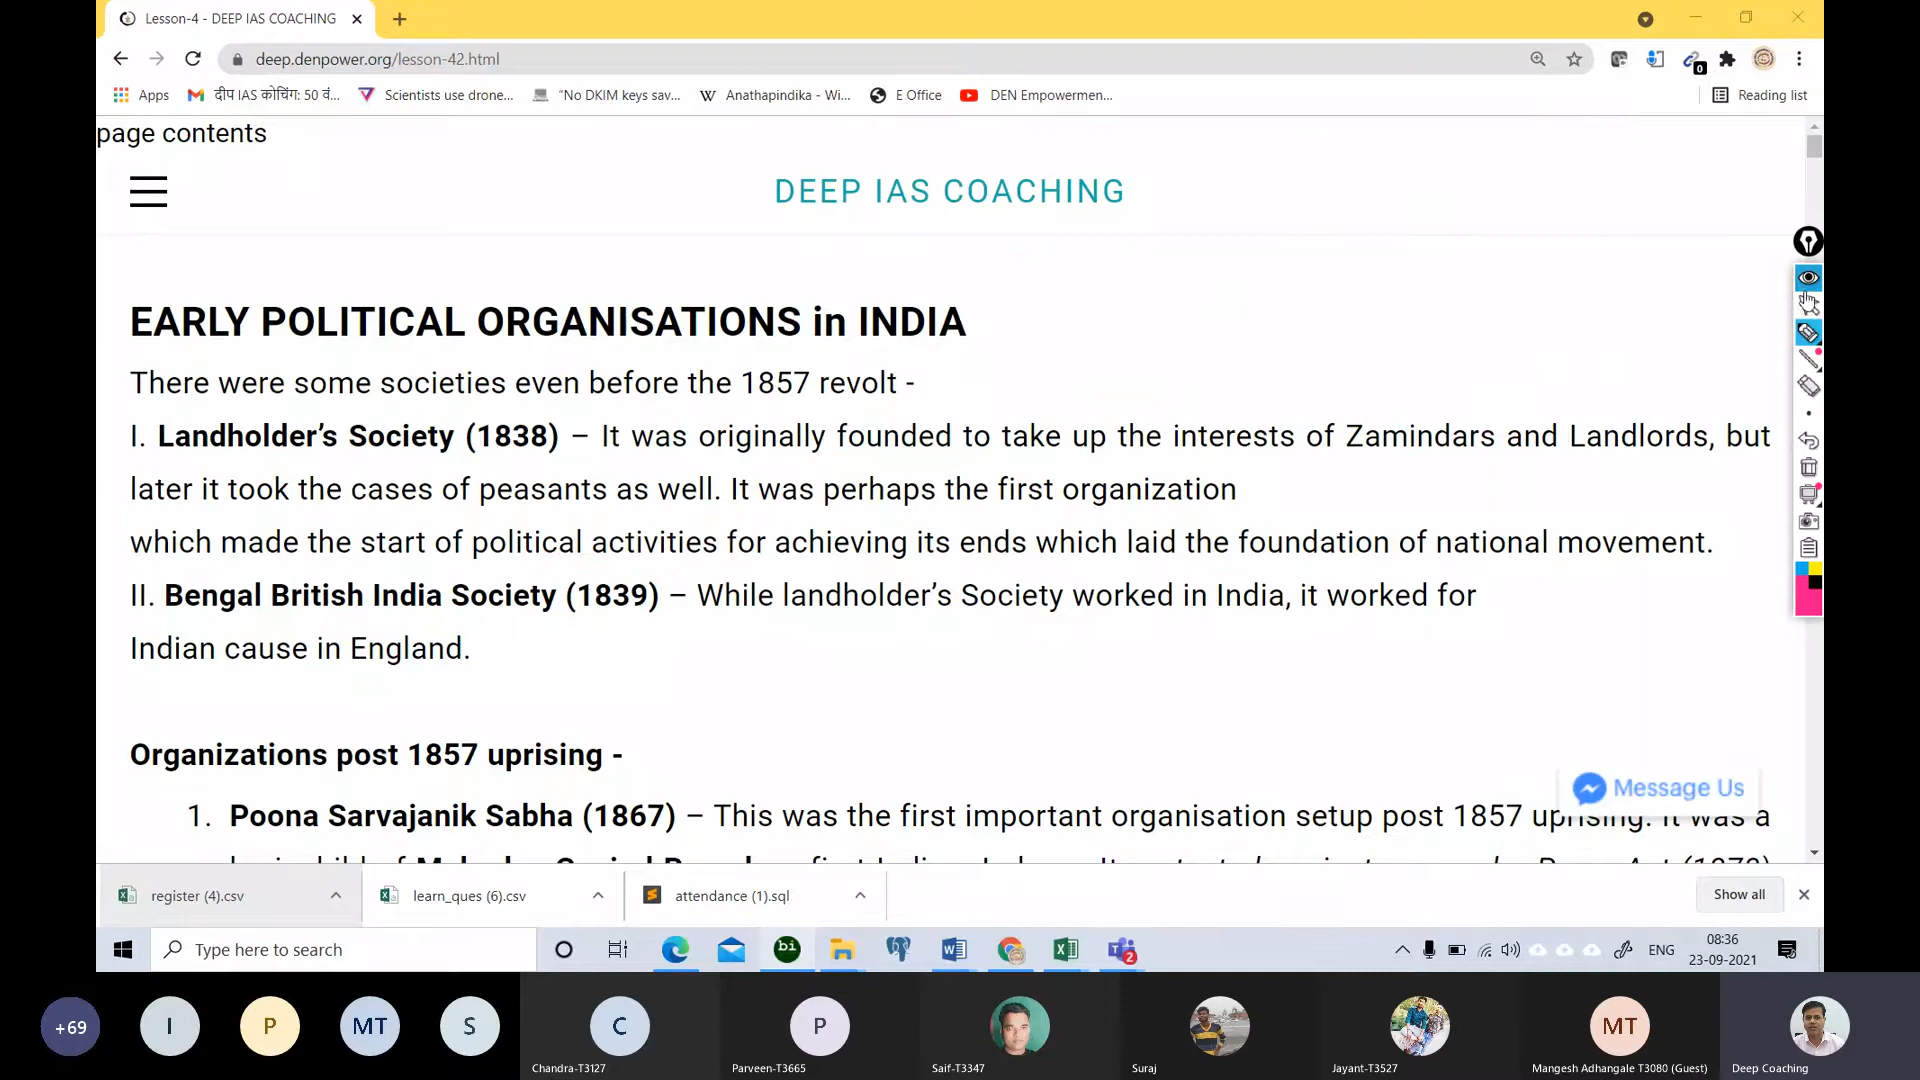 Lesson-4 - DEEP IAS COACHING
deep.denpower.org/lesson-42.html
0
Apps
दीप IAS कोचिंग: 50 वं...
Scientists use drone...
"No DKIM keys sav...
Anathapindika - Wi...
E Office
DEN Empowermen...
Reading list
page contents
DEEP IAS COACHING
EARLY POLITICAL ORGANISATIONS in INDIA
There were some societies even before the 1857 revolt -
I. Landholder's Society (1838) – It was originally founded to take up the interests of Zamindars and Landlords, but
later it took the cases of peasants as well. It was perhaps the first organization
which made the start of political activities for achieving its ends which laid the foundation of national movement.
II. Bengal British India Society (1839) – While landholder's Society worked in India, it worked for
Indian cause in England.
Organizations post 1857 uprising -
Message Us
1. Poona Sarvajanik Sabha (1867) – This was the first important organisation setup post 1857 uprising. It was a
register (4).csv
learn_ques (6).csv
attendance (1).sql
Show all
Type here to search
bi
2
ENG
08:36
23-09-2021
+69
I
P
MT
S
C
P
MT
Chandra-T3127
Parveen-T3665
Saif-T3347
Suraj
Jayant-T3527
Mangesh Adhangale T3080 (Guest)
Deep Coaching